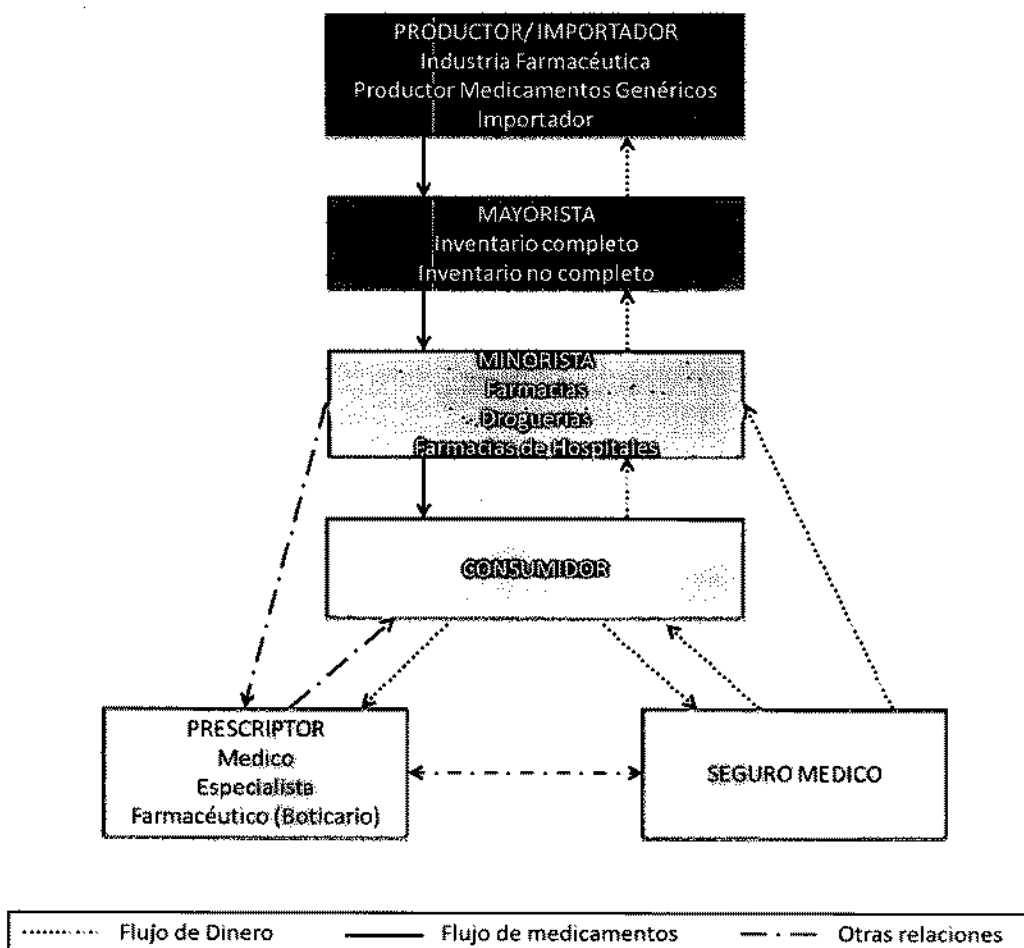 PRODUCTOR/IMPORTADOR
Industria Farmacéutica
Productor Medicamentos Genéricos
Importador
MAYORISTA
Inventario completo
Inventario no completo
MINORISTA
Farmacias
Droguerias
Farmacias de Hospitales
CONSUMIDOR
PRESCRIPTOR
Medico
Especialista
Farmacéutico (Boticario)
SEGURO MEDICO
Flujo de Dinero
Flujo de medicamentos
Otras relaciones